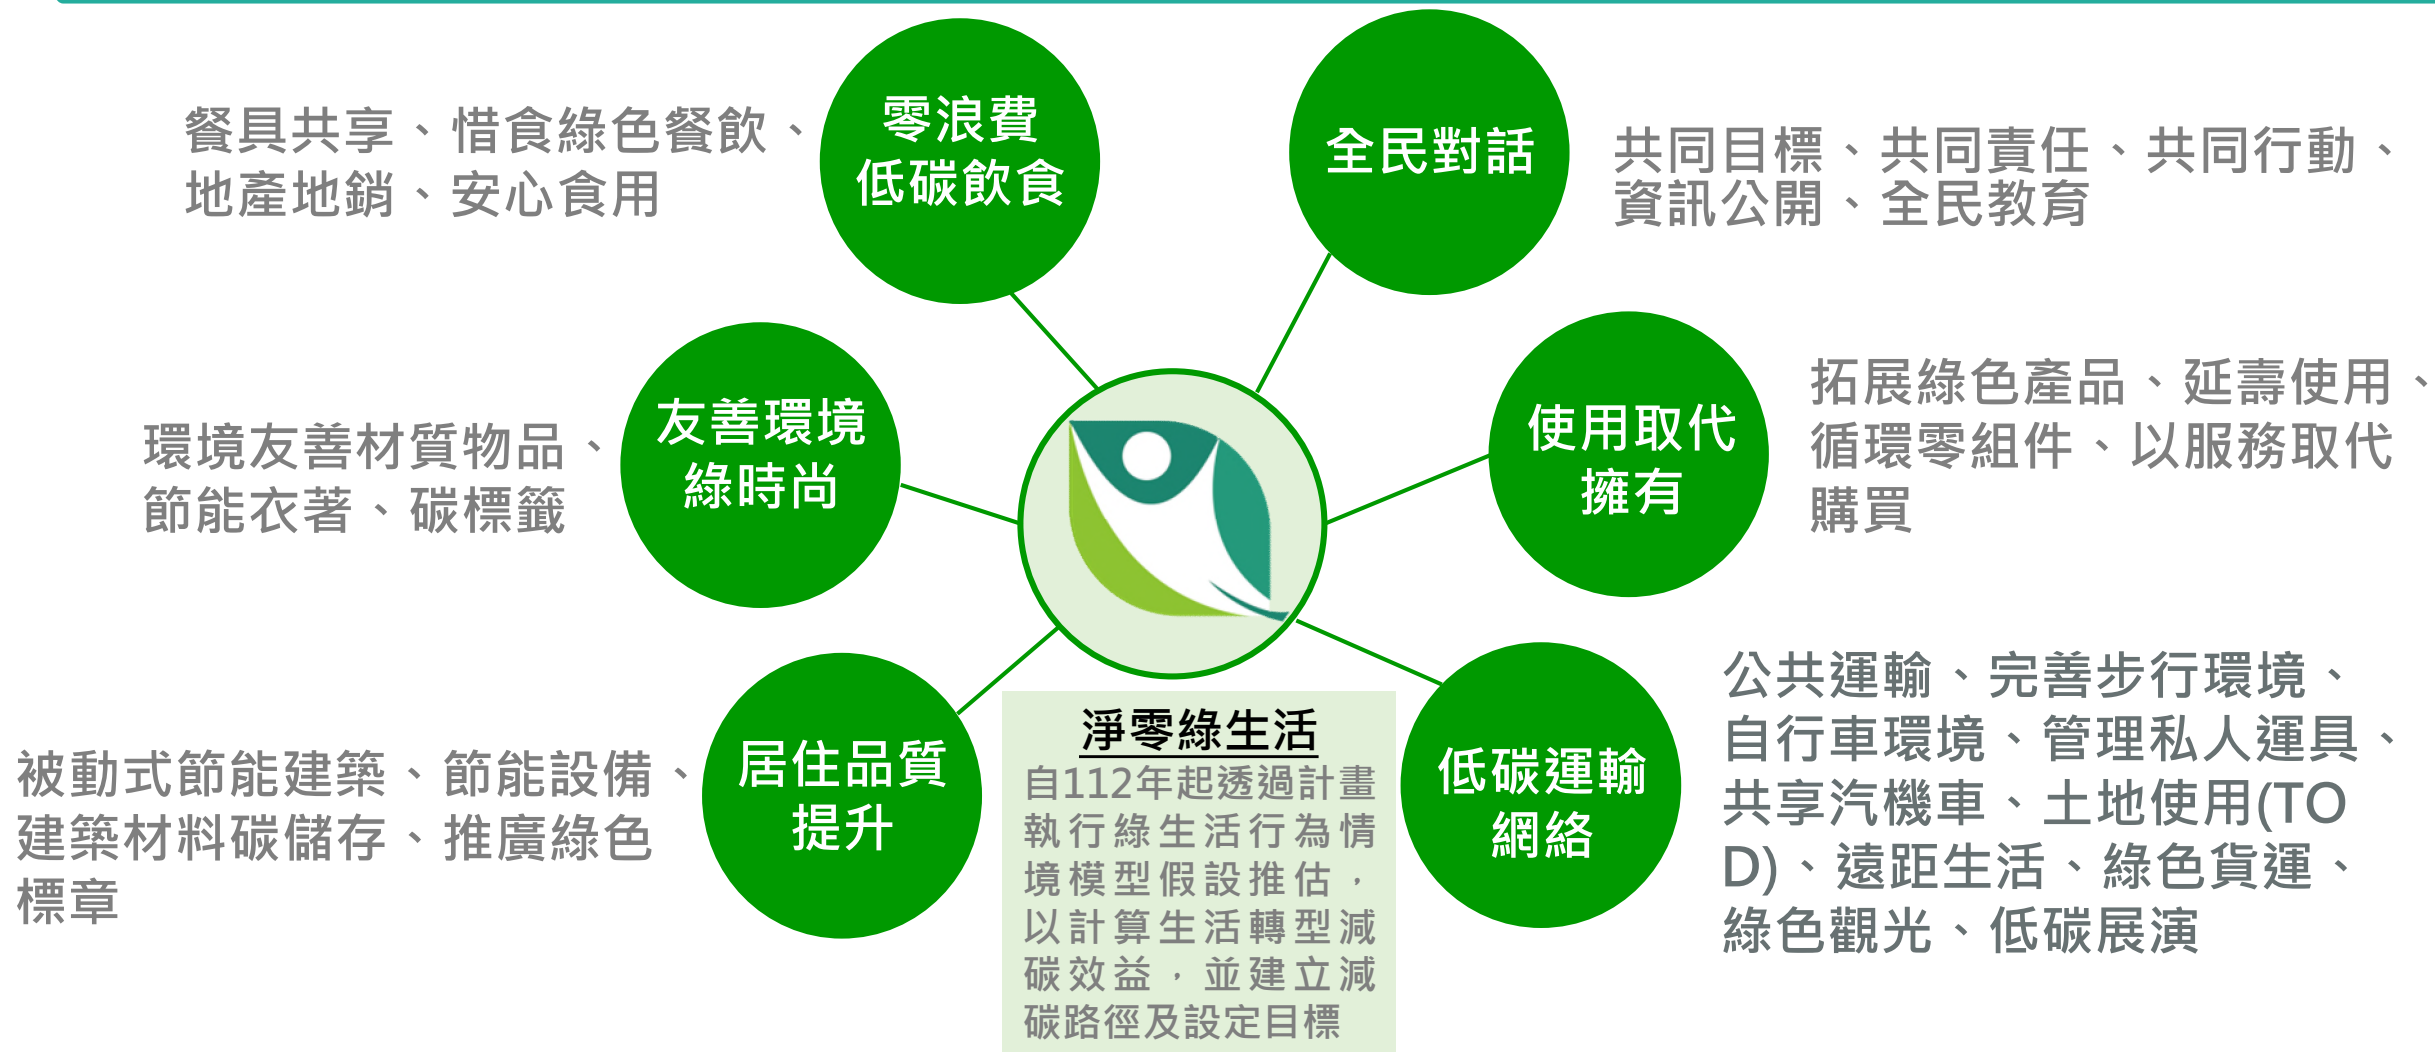 零浪費
低碳飲食
餐具共享、惜食綠色餐飲、
地產地銷、安心食用
全民對話
共同目標、共同責任、共同行動、
資訊公開、全民教育
友善環境
綠時尚
環境友善材質物品、
節能衣著、碳標籤
使用取代
擁有
拓展綠色產品、延壽使用、
循環零組件、以服務取代
購買
居住品質
提升
被動式節能建築、節能設備、
建築材料碳儲存、推廣綠色
標章
淨零綠生活
自112年起透過計畫
執行綠生活行為情
境模型假設推估，
以計算生活轉型減
碳效益，並建立減
碳路徑及設定目標
低碳運輸
網絡
公共運輸、完善步行環境、
自行車環境、管理私人運具、
共享汽機車、土地使用(TO
D)、遠距生活、綠色貨運、
綠色觀光、低碳展演